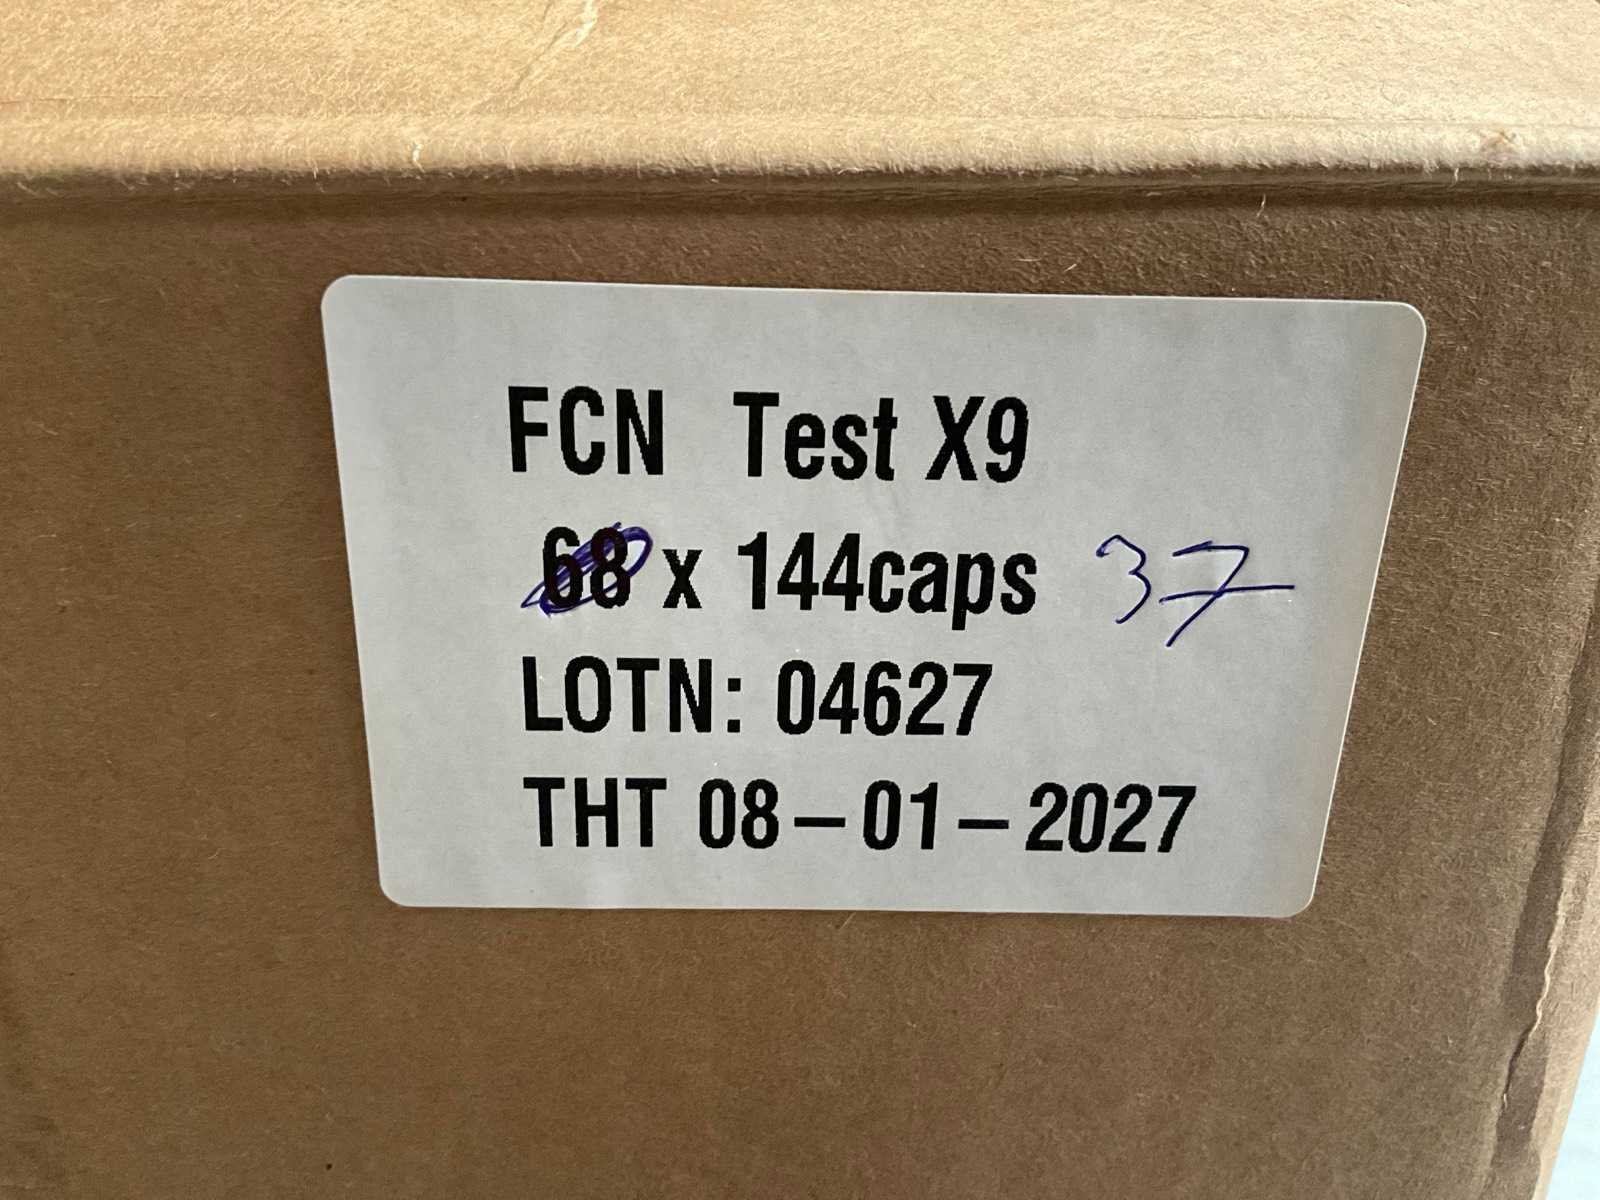 FCN Test X9
68 x 144caps 37
LOTN: 04627
THT 08-01-2027